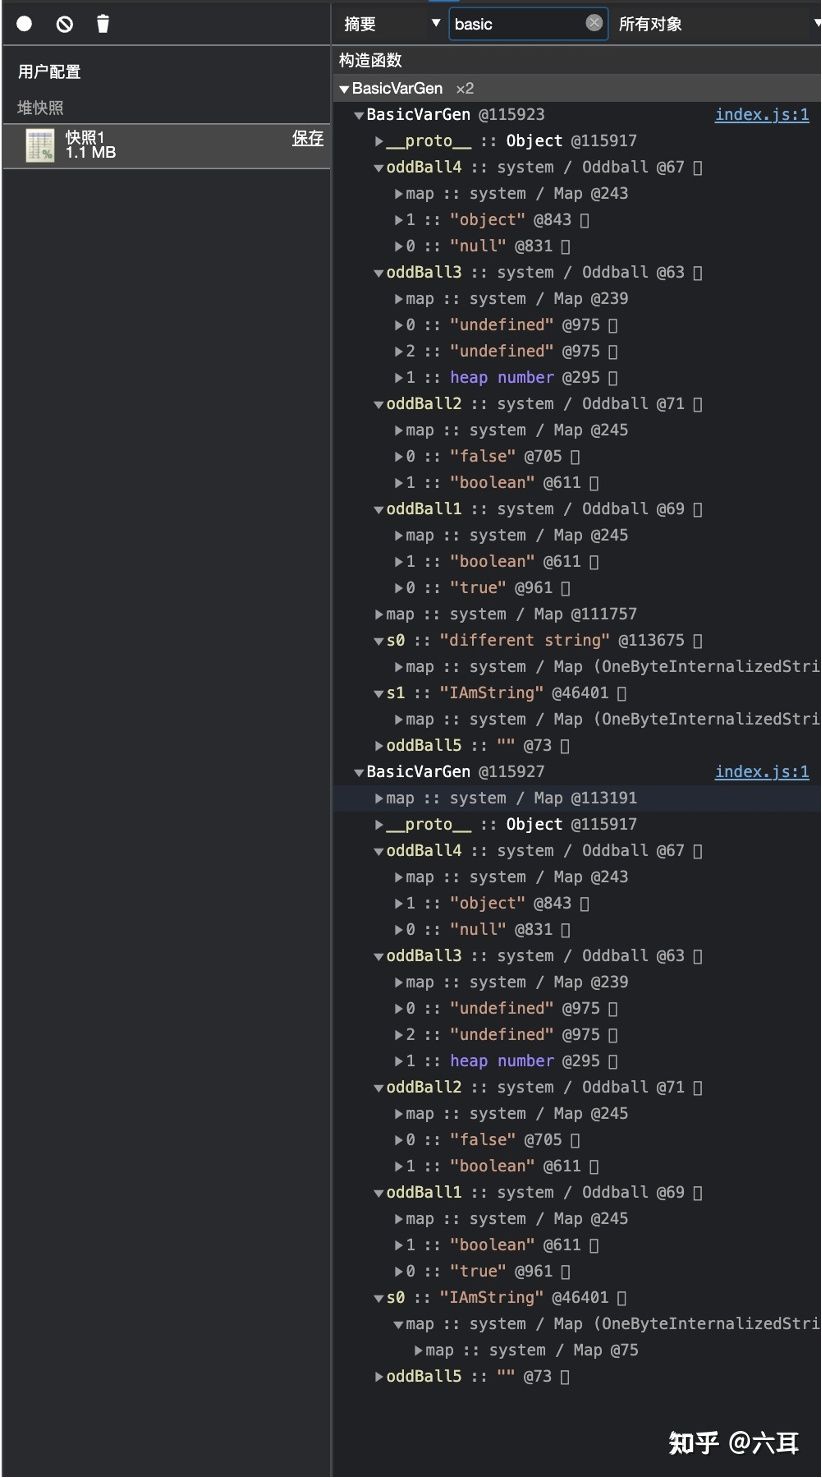 摘要 basic 所有对象
用户配置
堆快照
快照1 保存
1.1 MB
构造函数
BasicVarGen ×2
BasicVarGen @115923 index.js:1
__proto__ :: Object @115917
oddBall4 :: system / Oddball @67
map :: system / Map @243
1 :: "object" @843
0 :: "null" @831
oddBall3 :: system / Oddball @63
map :: system / Map @239
0 :: "undefined" @975
2 :: "undefined" @975
1 :: heap number @295
oddBall2 :: system / Oddball @71
map :: system / Map @245
0 :: "false" @705
1 :: "boolean" @611
oddBall1 :: system / Oddball @69
map :: system / Map @245
1 :: "boolean" @611
0 :: "true" @961
map :: system / Map @111757
s0 :: "different string" @113675
map :: system / Map (OneByteInternalizedStri
s1 :: "IAmString" @46401
map :: system / Map (OneByteInternalizedStri
oddBall5 :: "" @73
BasicVarGen @115927 index.js:1
map :: system / Map @113191
__proto__ :: Object @115917
oddBall4 :: system / Oddball @67
map :: system / Map @243
1 :: "object" @843
0 :: "null" @831
oddBall3 :: system / Oddball @63
map :: system / Map @239
0 :: "undefined" @975
2 :: "undefined" @975
1 :: heap number @295
oddBall2 :: system / Oddball @71
map :: system / Map @245
0 :: "false" @705
1 :: "boolean" @611
oddBall1 :: system / Oddball @69
map :: system / Map @245
1 :: "boolean" @611
0 :: "true" @961
s0 :: "IAmString" @46401
map :: system / Map (OneByteInternalizedStri
map :: system / Map @75
oddBall5 :: "" @73
知乎 @六耳